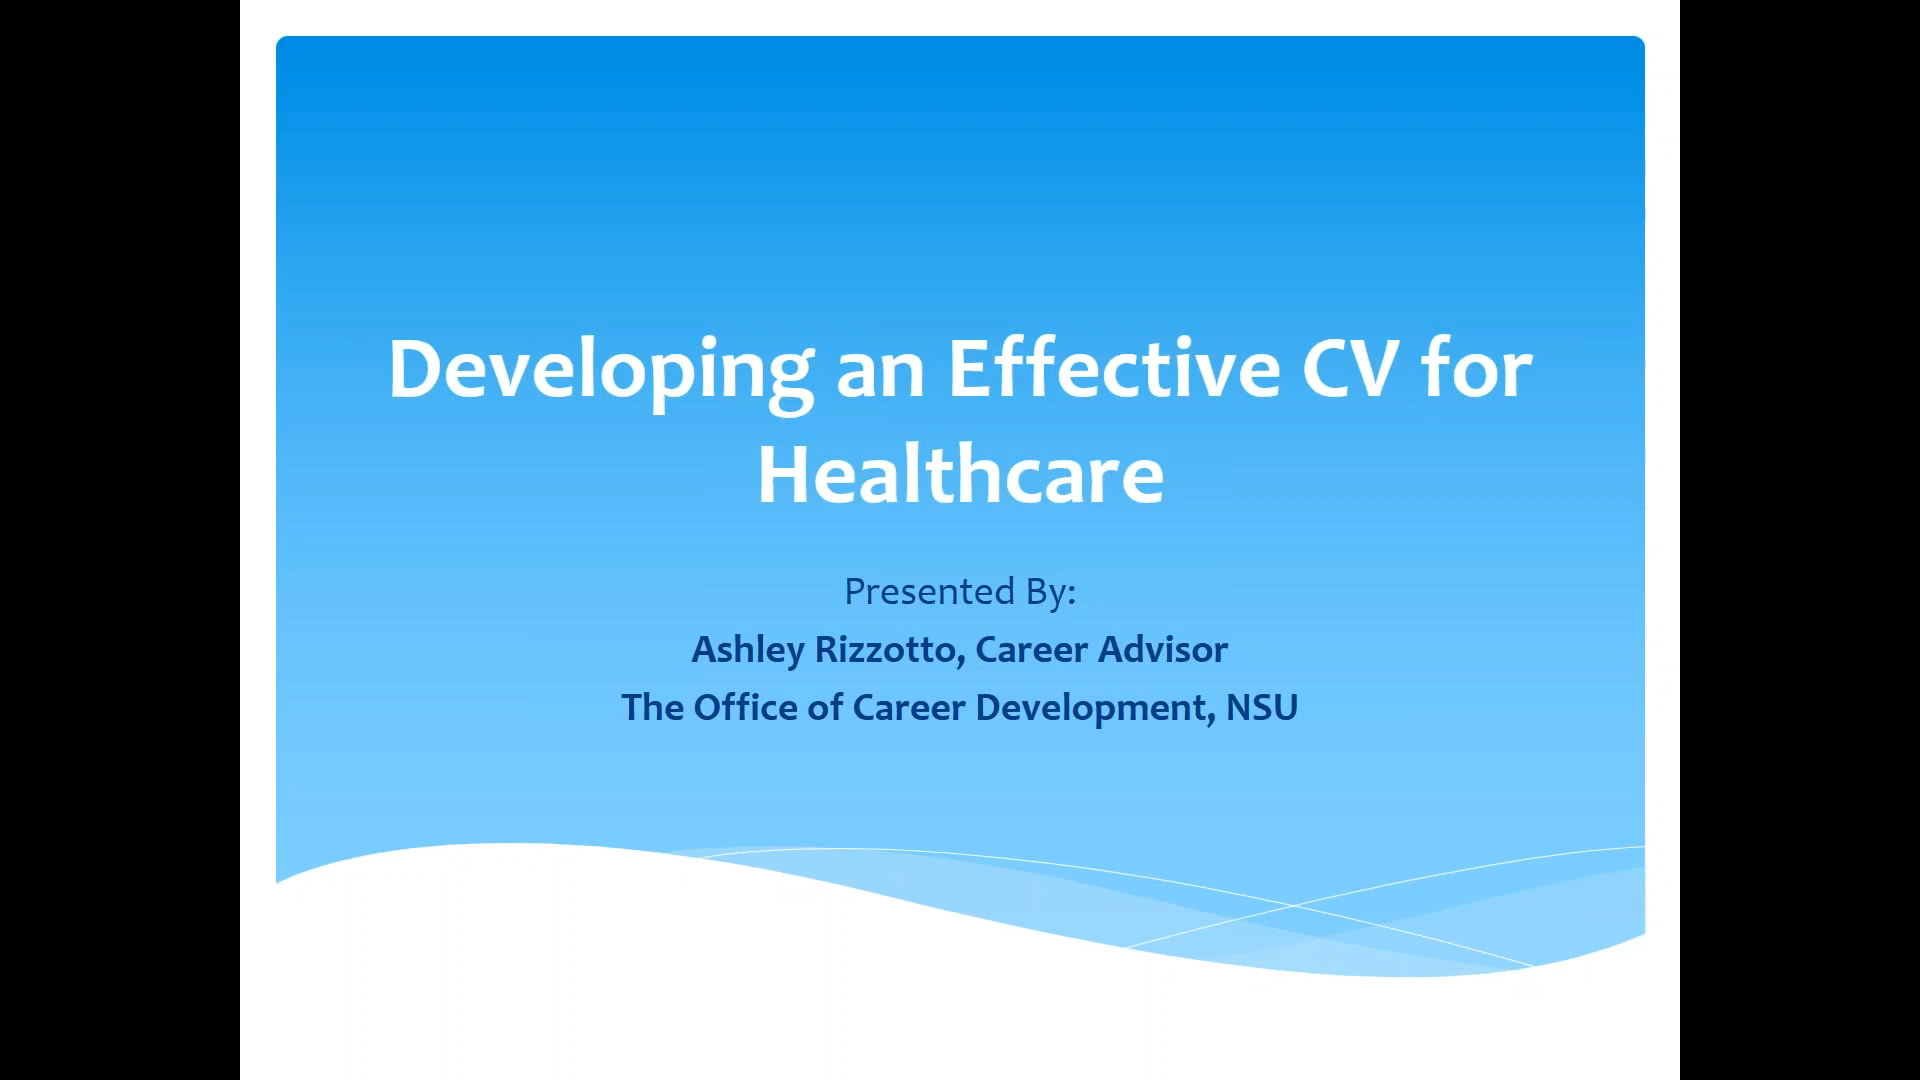 Developing an Effective CV for
Healthcare
Presented By:
Ashley Rizzotto, Career Advisor
The Office of Career Development, NSU